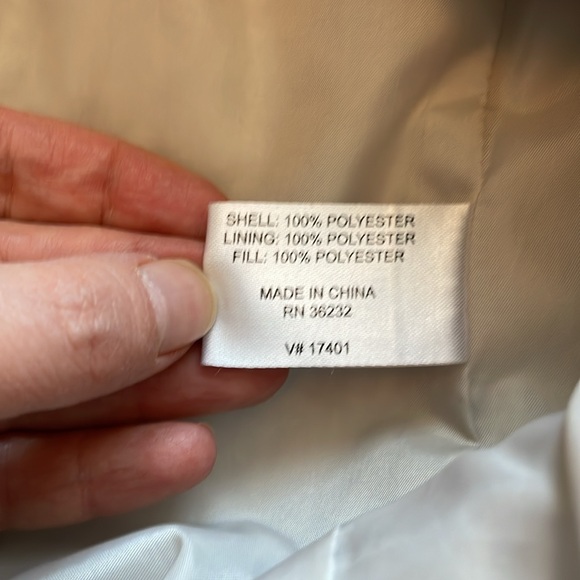 SHELL: 100% POLYESTER
LINING: 100% POLYESTER
FILL: 100% POLYESTER
MADE IN CHINA
RN 36232
V# 17401